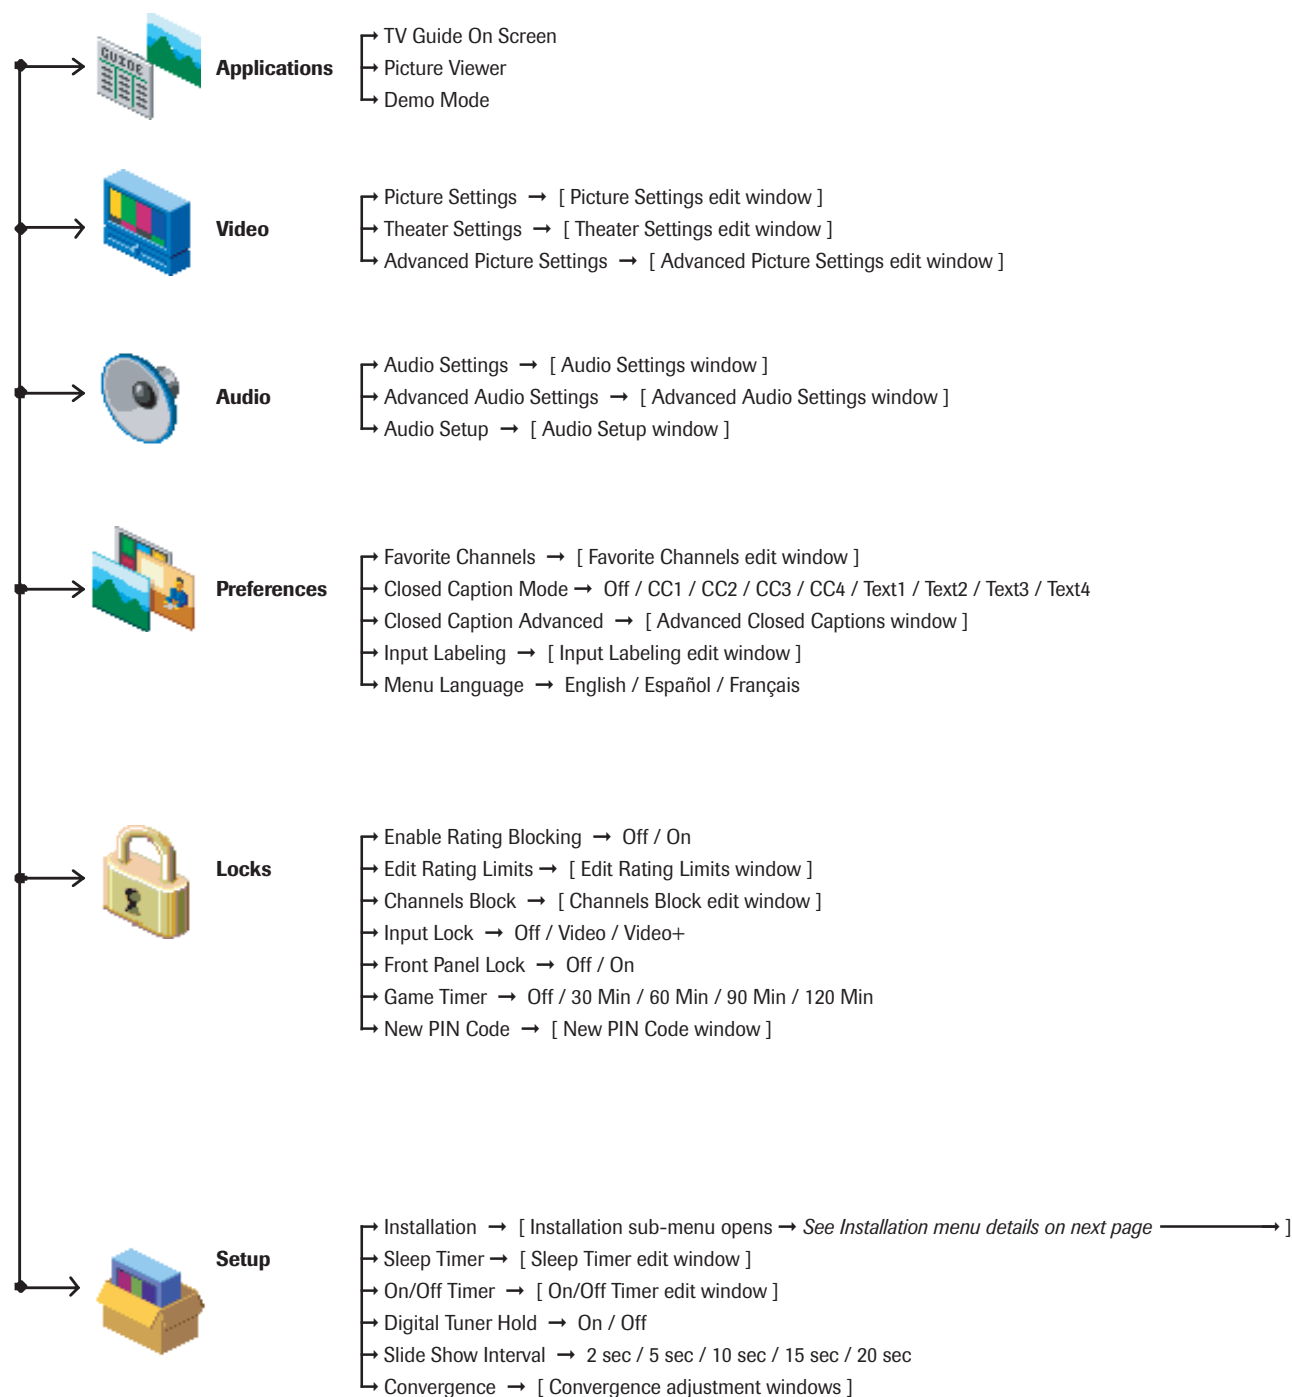 GUIDE
Applications
→ TV Guide On Screen
→ Picture Viewer
→ Demo Mode
Video
→ Picture Settings → [ Picture Settings edit window ]
→ Theater Settings → [ Theater Settings edit window ]
→ Advanced Picture Settings → [ Advanced Picture Settings edit window ]
Audio
→ Audio Settings → [ Audio Settings window ]
→ Advanced Audio Settings → [ Advanced Audio Settings window ]
→ Audio Setup → [ Audio Setup window ]
Preferences
→ Favorite Channels → [ Favorite Channels edit window ]
→ Closed Caption Mode → Off / CC1 / CC2 / CC3 / CC4 / Text1 / Text2 / Text3 / Text4
→ Closed Caption Advanced → [ Advanced Closed Captions window ]
→ Input Labeling → [ Input Labeling edit window ]
→ Menu Language → English / Español / Français
Locks
→ Enable Rating Blocking → Off / On
→ Edit Rating Limits → [ Edit Rating Limits window ]
→ Channels Block → [ Channels Block edit window ]
→ Input Lock → Off / Video / Video+
→ Front Panel Lock → Off / On
→ Game Timer → Off / 30 Min / 60 Min / 90 Min / 120 Min
→ New PIN Code → [ New PIN Code window ]
Setup
→ Installation → [ Installation sub-menu opens → See Installation menu details on next page → ]
→ Sleep Timer → [ Sleep Timer edit window ]
→ On/Off Timer → [ On/Off Timer edit window ]
→ Digital Tuner Hold → On / Off
→ Slide Show Interval → 2 sec / 5 sec / 10 sec / 15 sec / 20 sec
→ Convergence → [ Convergence adjustment windows ]